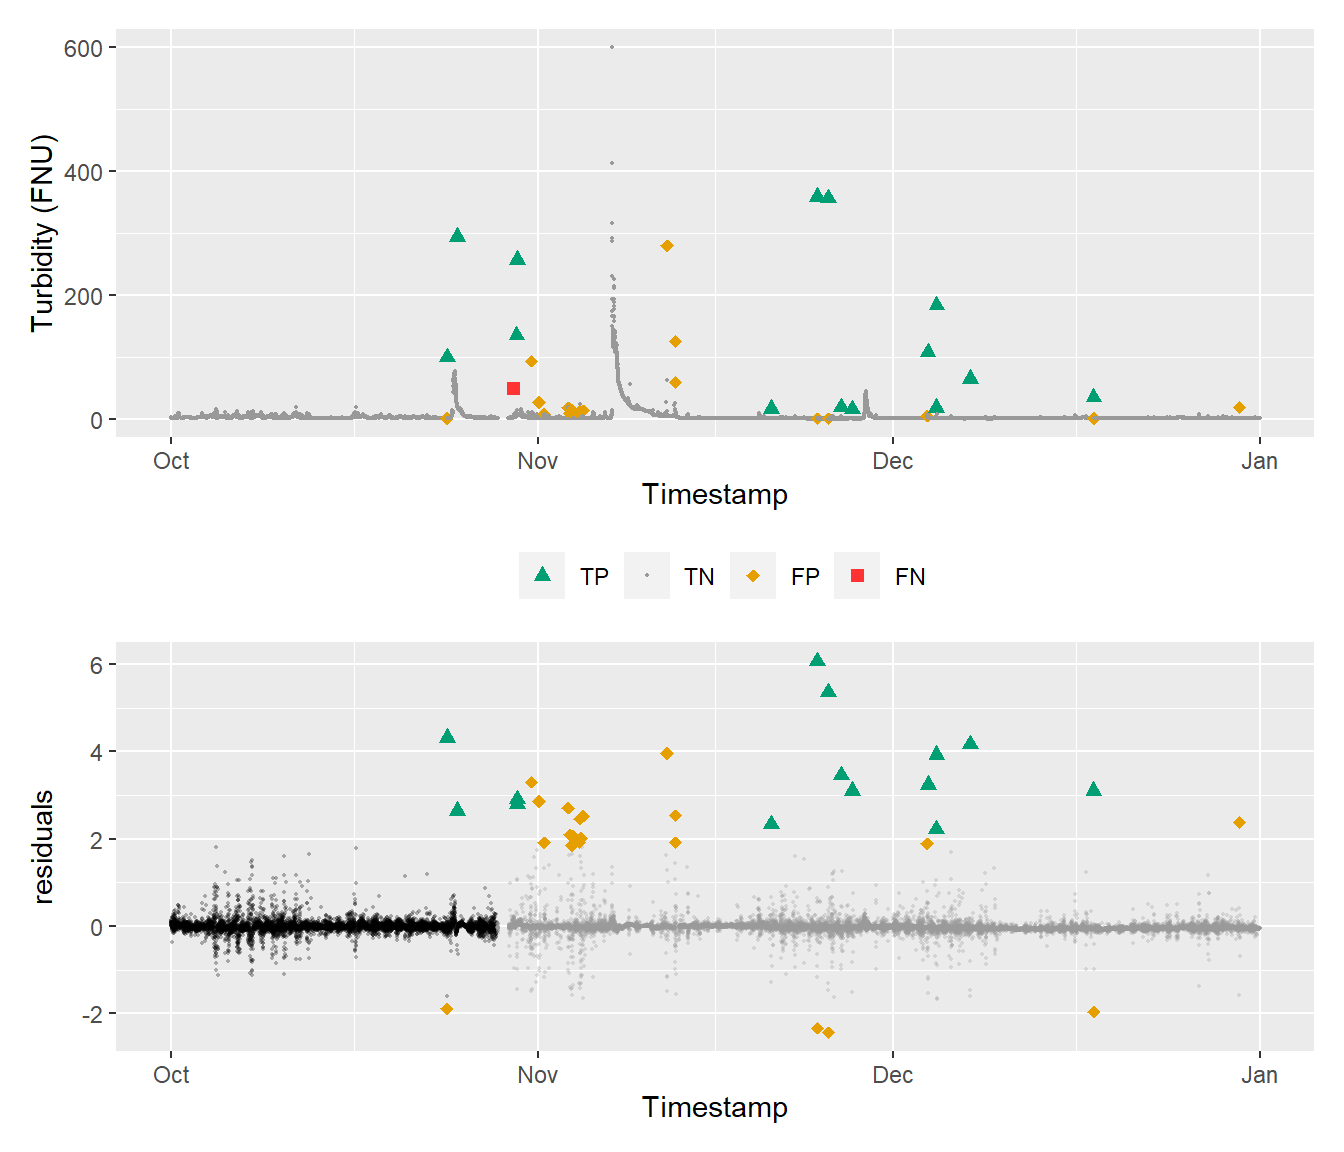 600
400
200
0
Turbidity (FNU)
Oct Nov Dec Jan
Timestamp
TP TN FP FN
6
4
2
0
-2
residuals
Oct Nov Dec Jan
Timestamp